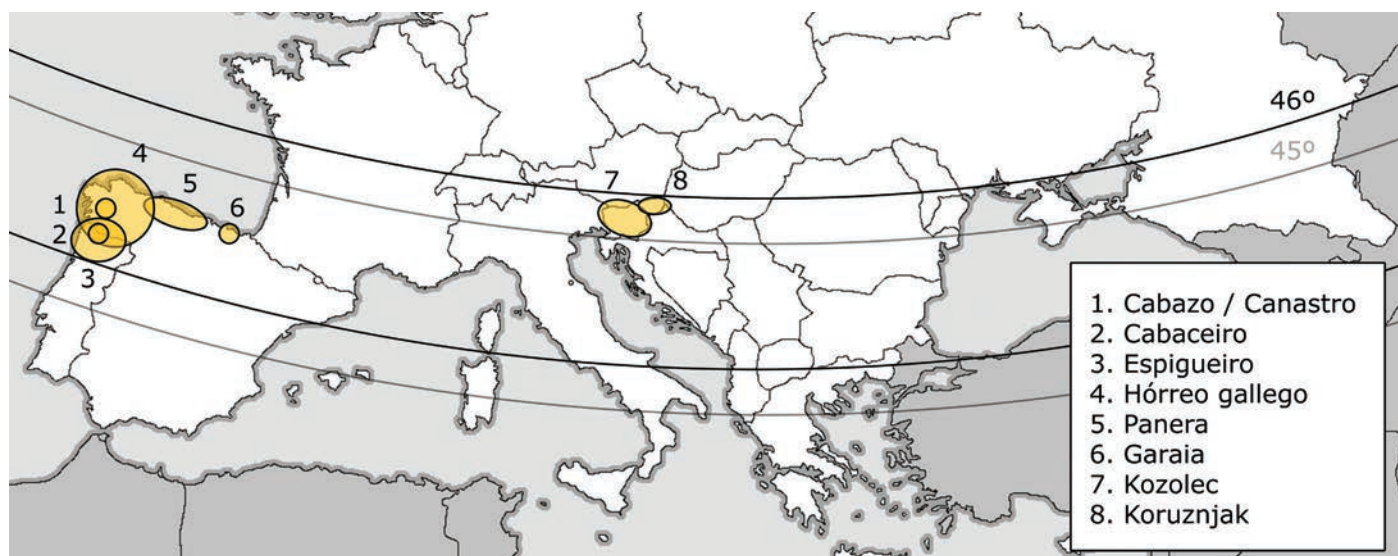 46º
45º
4
7
8
5
1
6
2
3
1. Cabazo / Canastro
2. Cabaceiro
3. Espigueiro
4. Hórreo gallego
5. Panera
6. Garaia
7. Kozolec
8. Koruznjak